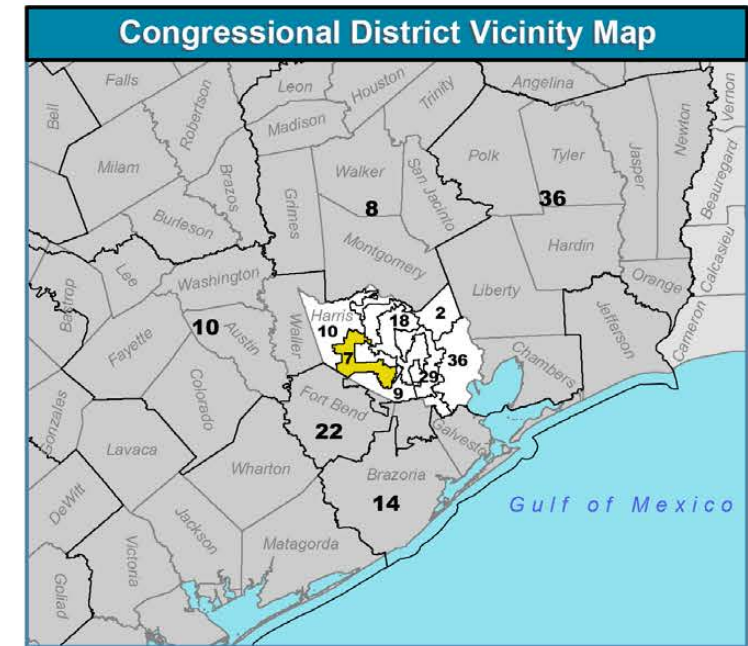 Congressional District Vicinity Map
Falls
Leon
Houston
Trinity
Angelina
Vernon
Bell
Robertson
Madison
Newton
Milam
Brazos
Walker
San Jacinto
Polk
Tyler
Jasper
Beauregard
8
36
Grimes
Burleson
Montgomery
Hardin
Calcasieu
Lee
Washington
Liberty
Orange
Bastrop
Harris
10
2
18
2
Cameron
10
Austin
Waller
Jefferson
Fayette
7
36
29
9
Chambers
Gonzales
Colorado
Fort Bend
22
Galvesto
Lavaca
Wharton
Brazoria
14
Gulf of Mexico
DeWitt
Jackson
Matagorda
Victoria
Goliad